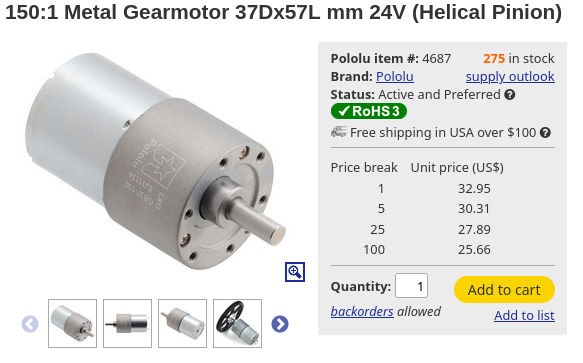 150:1 Metal Gearmotor 37Dx57L mm 24V (Helical Pinion)
Pololu item #: 4687 275 in stock
Brand: Pololu supply outlook
Status: Active and Preferred ?
✓RoHS 3
Free shipping in USA over $100 ?
Price break Unit price (US$)
1 32.95
5 30.31
25 27.89
100 25.66
Quantity: 1 Add to cart
backorders allowed Add to list
Pololu